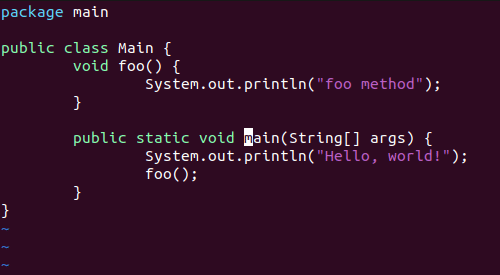 package main

public class Main {
        void foo() {
                System.out.println("foo method");
        }

        public static void main(String[] args) {
                System.out.println("Hello, world!");
                foo();
        }
}
~
~
~